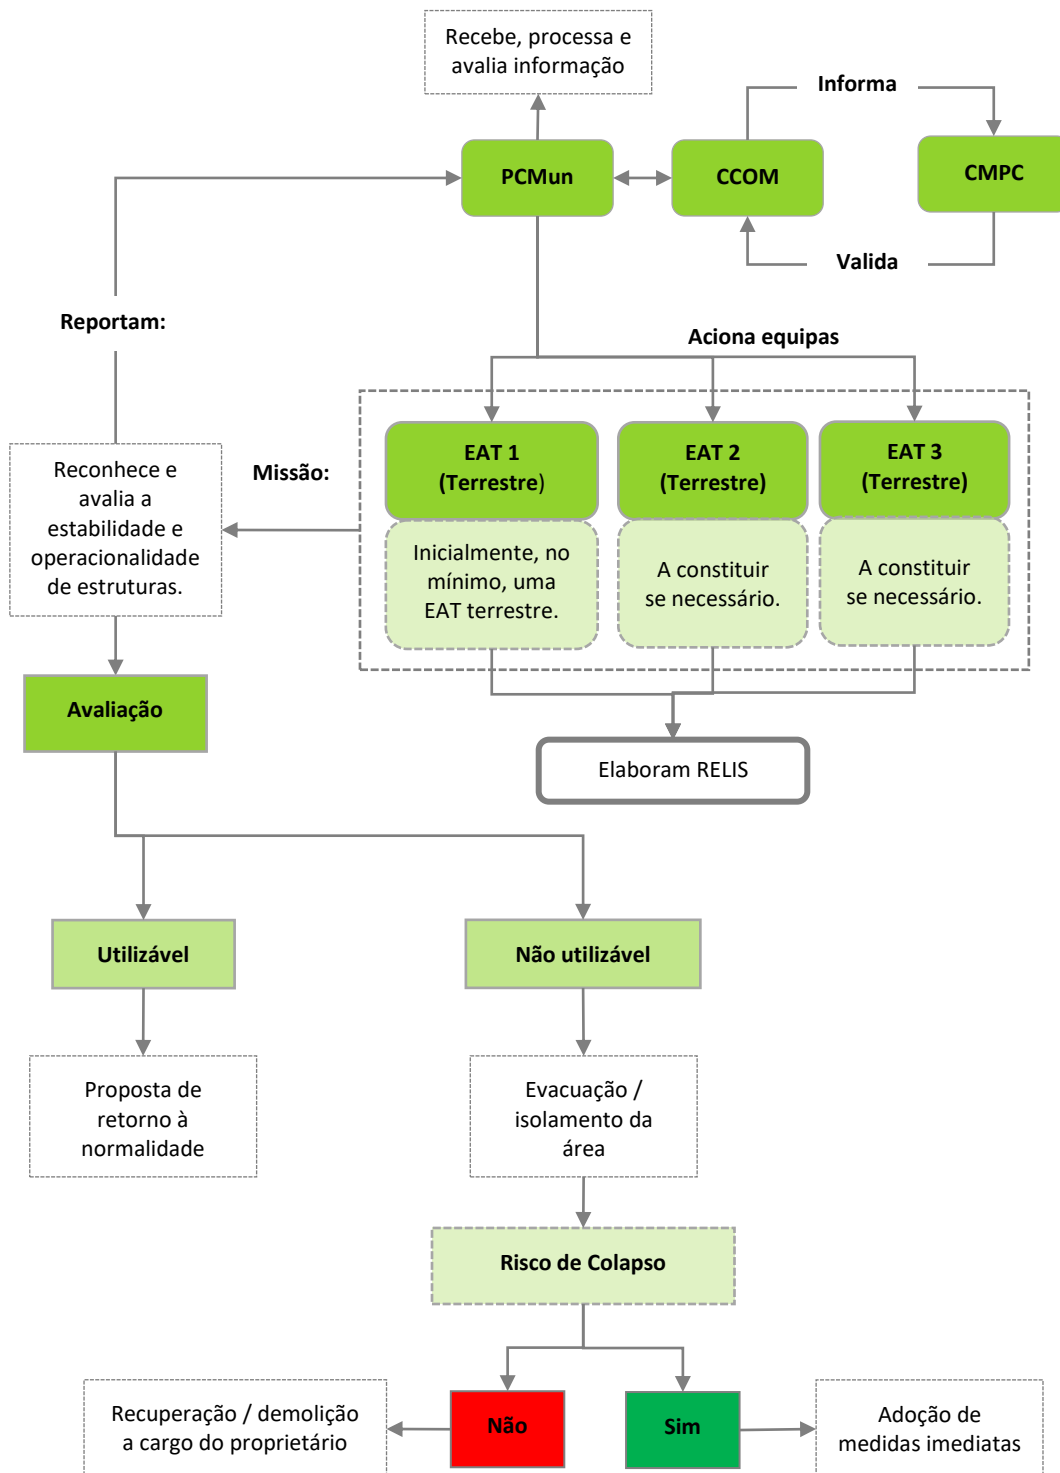 Recebe, processa e
avalia informação
Informa
PCMun
CCOM
CMPC
Valida
Reportam:
Aciona equipas
EAT 1
(Terrestre)
EAT 2
(Terrestre)
EAT 3
(Terrestre)
Missão:
Reconhece e
avalia a
estabilidade e
operacionalidade
de estruturas.
Inicialmente, no
mínimo, uma
EAT terrestre.
A constituir
se necessário.
A constituir
se necessário.
Avaliação
Elaboram RELIS
Utilizável
Não utilizável
Proposta de
retorno à
normalidade
Evacuação /
isolamento da
área
Risco de Colapso
Recuperação / demolição
a cargo do proprietário
Não
Sim
Adoção de
medidas imediatas